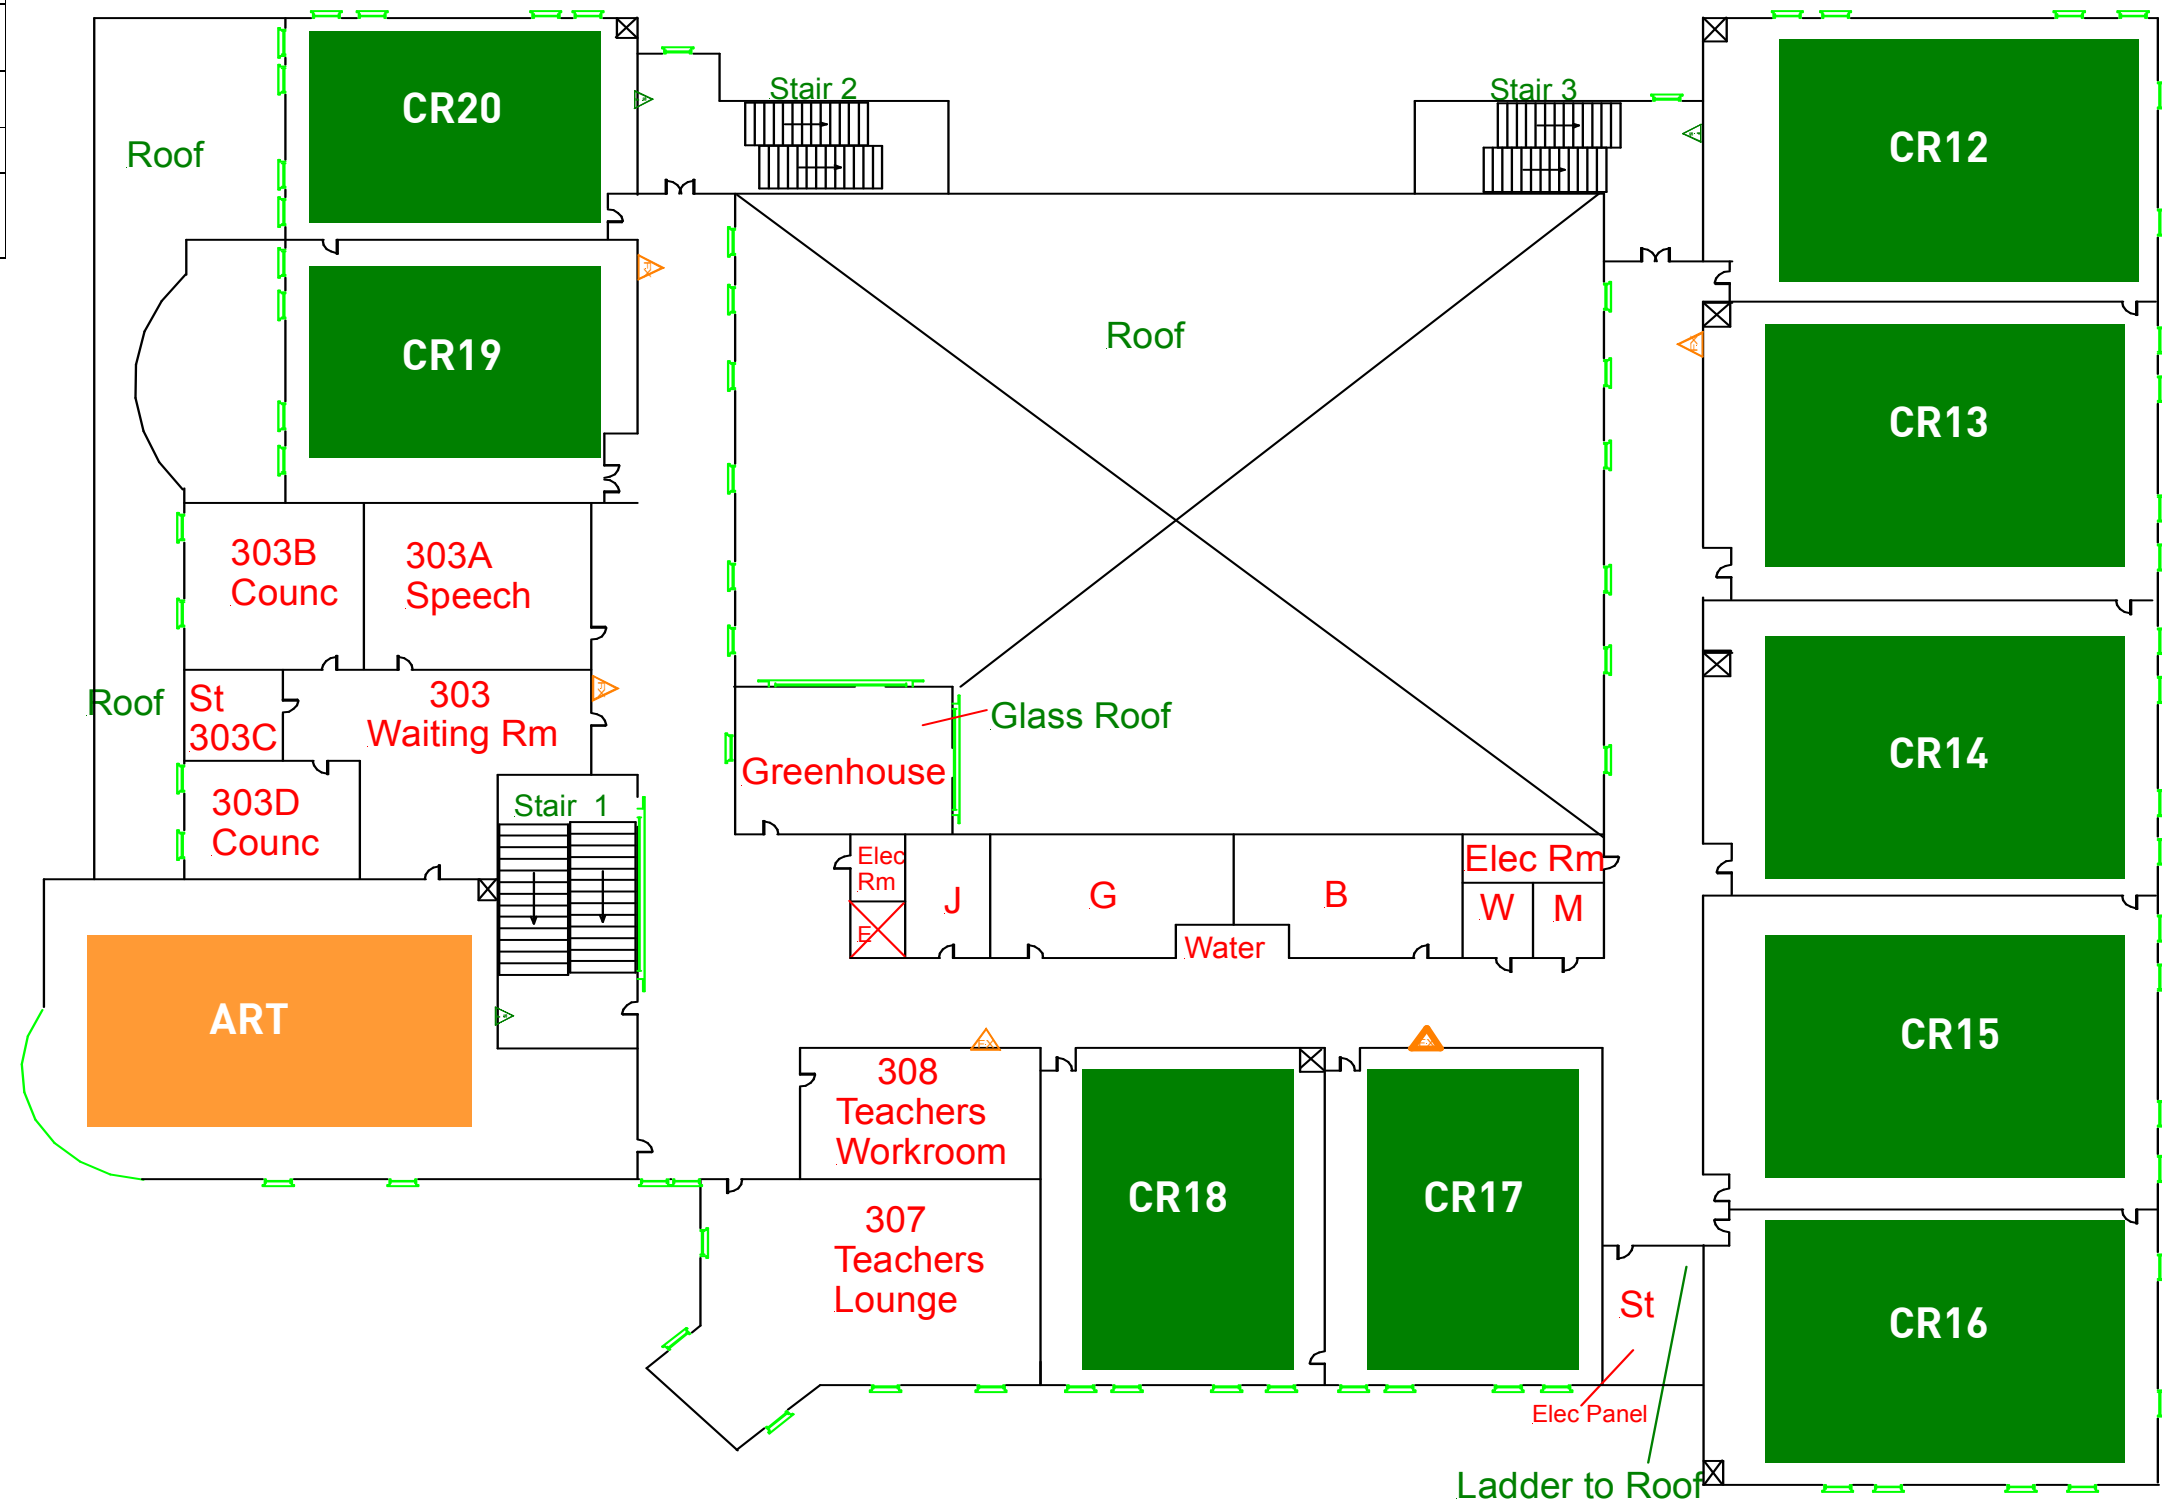 Stair 2
Stair 3
CR20
CR12
Roof
Roof
CR19
CR13
303B
Counc
303A
Speech
Roof
St
303C
303
Waiting Rm
Glass Roof
Greenhouse
CR14
303D
Counc
Stair 1
Elec
Rm
E
J
G
B
Water
Elec Rm
W
M
ART
CR15
308
Teachers
Workroom
307
Teachers
Lounge
CR18
CR17
St
CR16
Elec Panel
Ladder to Roof